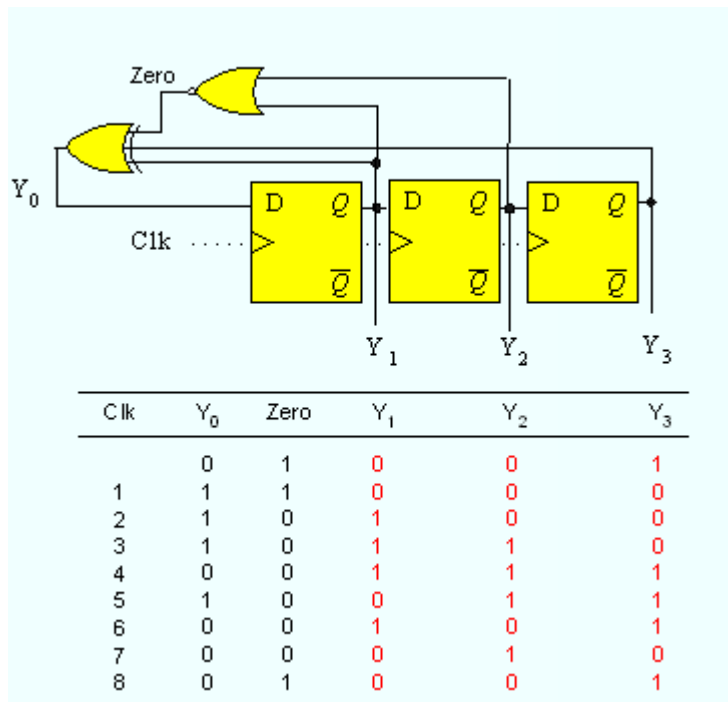 Zero
Y0
D Q D Q D Q
Clk
Q Q Q
Y1 Y2 Y3
Clk Y0 Zero Y1 Y2 Y3
0 1 0 0 1
1 1 1 0 0 0
2 1 0 1 0 0
3 1 0 1 1 0
4 0 0 1 1 1
5 1 0 0 1 1
6 0 0 1 0 1
7 0 0 0 1 0
8 0 1 0 0 1